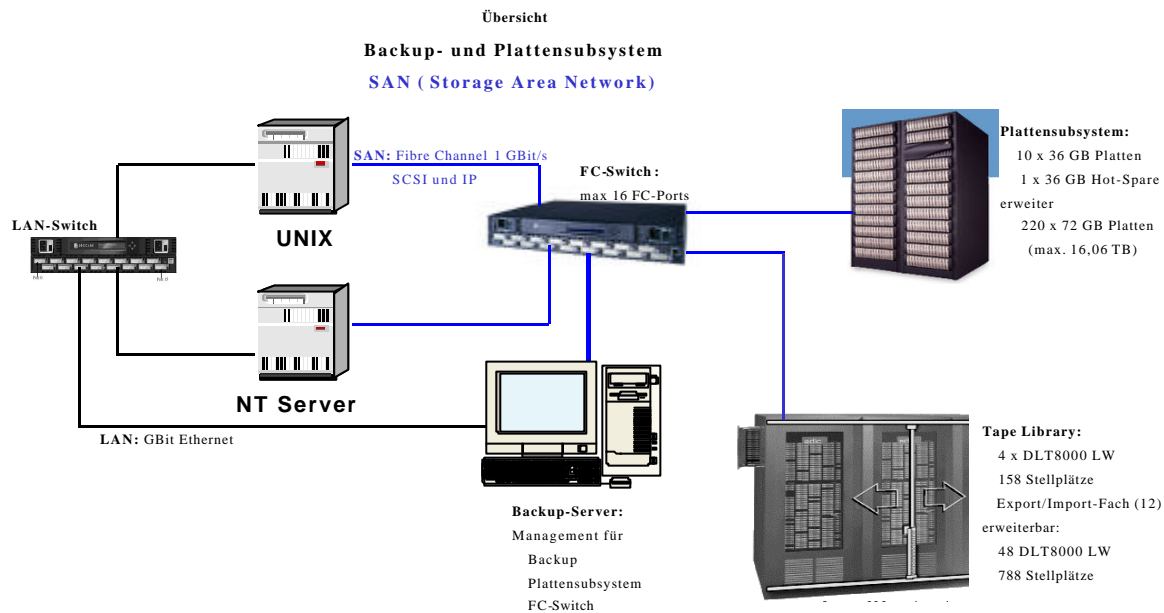 Übersicht
Backup- und Plattensubsystem
SAN ( Storage Area Network)
SAN: Fibre Channel 1 GBit/s
SCSI und IP
FC-Switch :
max 16 FC-Ports
Plattensubsystem:
10 x 36 GB Platten
1 x 36 GB Hot-Spare
erweiter
220 x 72 GB Platten
(max. 16,06 TB)
LAN-Switch
UNIX
NT Server
LAN: GBit Ethernet
Backup-Server:
Management für
Backup
Plattensubsystem
FC-Switch
Tape Library:
4 x DLT8000 LW
158 Stellplätze
Export/Import-Fach (12)
erweiterbar:
48 DLT8000 LW
788 Stellplätze